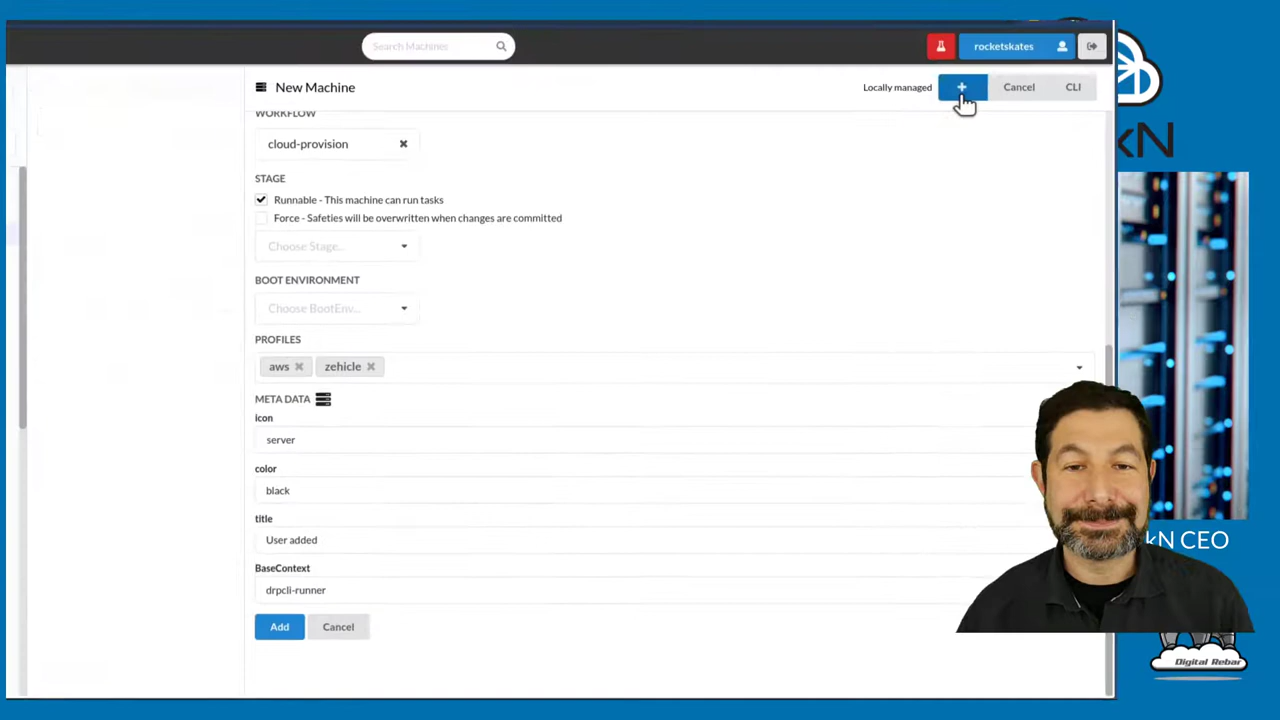 Search Machines
rocketskates
New Machine
Locally managed
Cancel
CLI
WORKFLOW
cloud-provision
STAGE
Runnable - This machine can run tasks
Force - Safeties will be overwritten when changes are committed
Choose Stage...
BOOT ENVIRONMENT
Choose BootEnv...
PROFILES
aws
zehicle
META DATA
icon
server
color
black
title
User added
BaseContext
drpcli-runner
Add
Cancel
kN
kN CEO
Digital Rebar